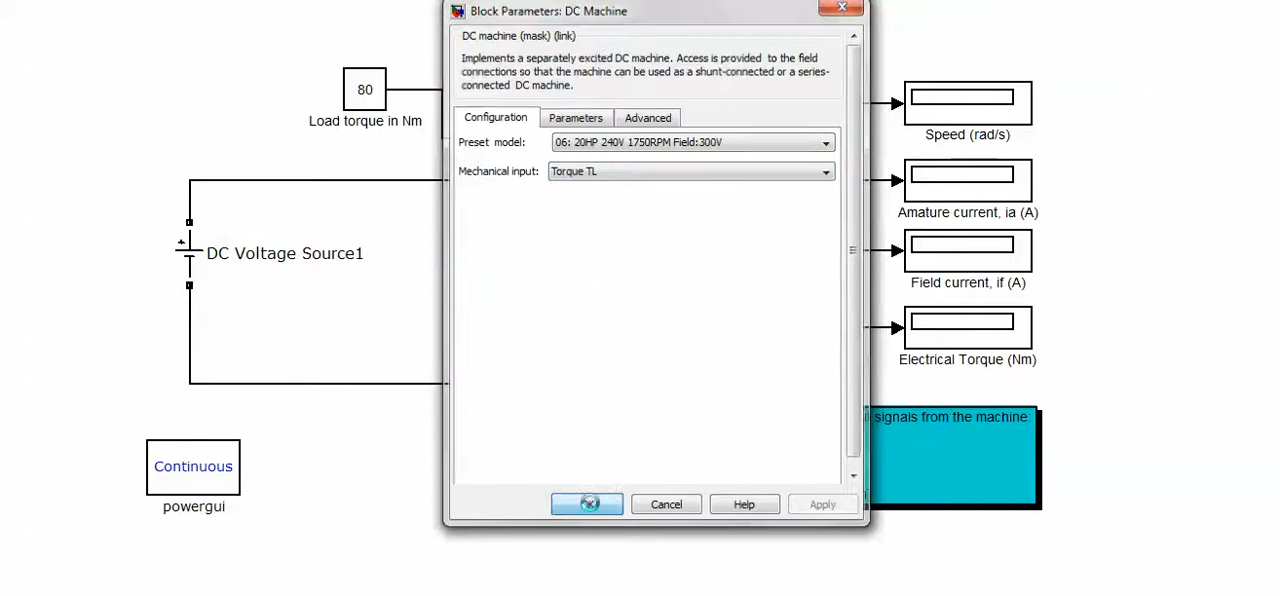 Block Parameters: DC Machine
DC machine (mask) (link)
Implements a separately excited DC machine. Access is provided to the field
connections so that the machine can be used as a shunt-connected or a series-
connected DC machine.
Configuration
Parameters
Advanced
Preset model:
06: 20HP 240V 1750RPM Field:300V
Mechanical input:
Torque TL
Cancel
Help
Apply
80
Load torque in Nm
DC Voltage Source1
Continuous
powergui
Speed (rad/s)
Amature current, ia (A)
Field current, if (A)
Electrical Torque (Nm)
signals from the machine: